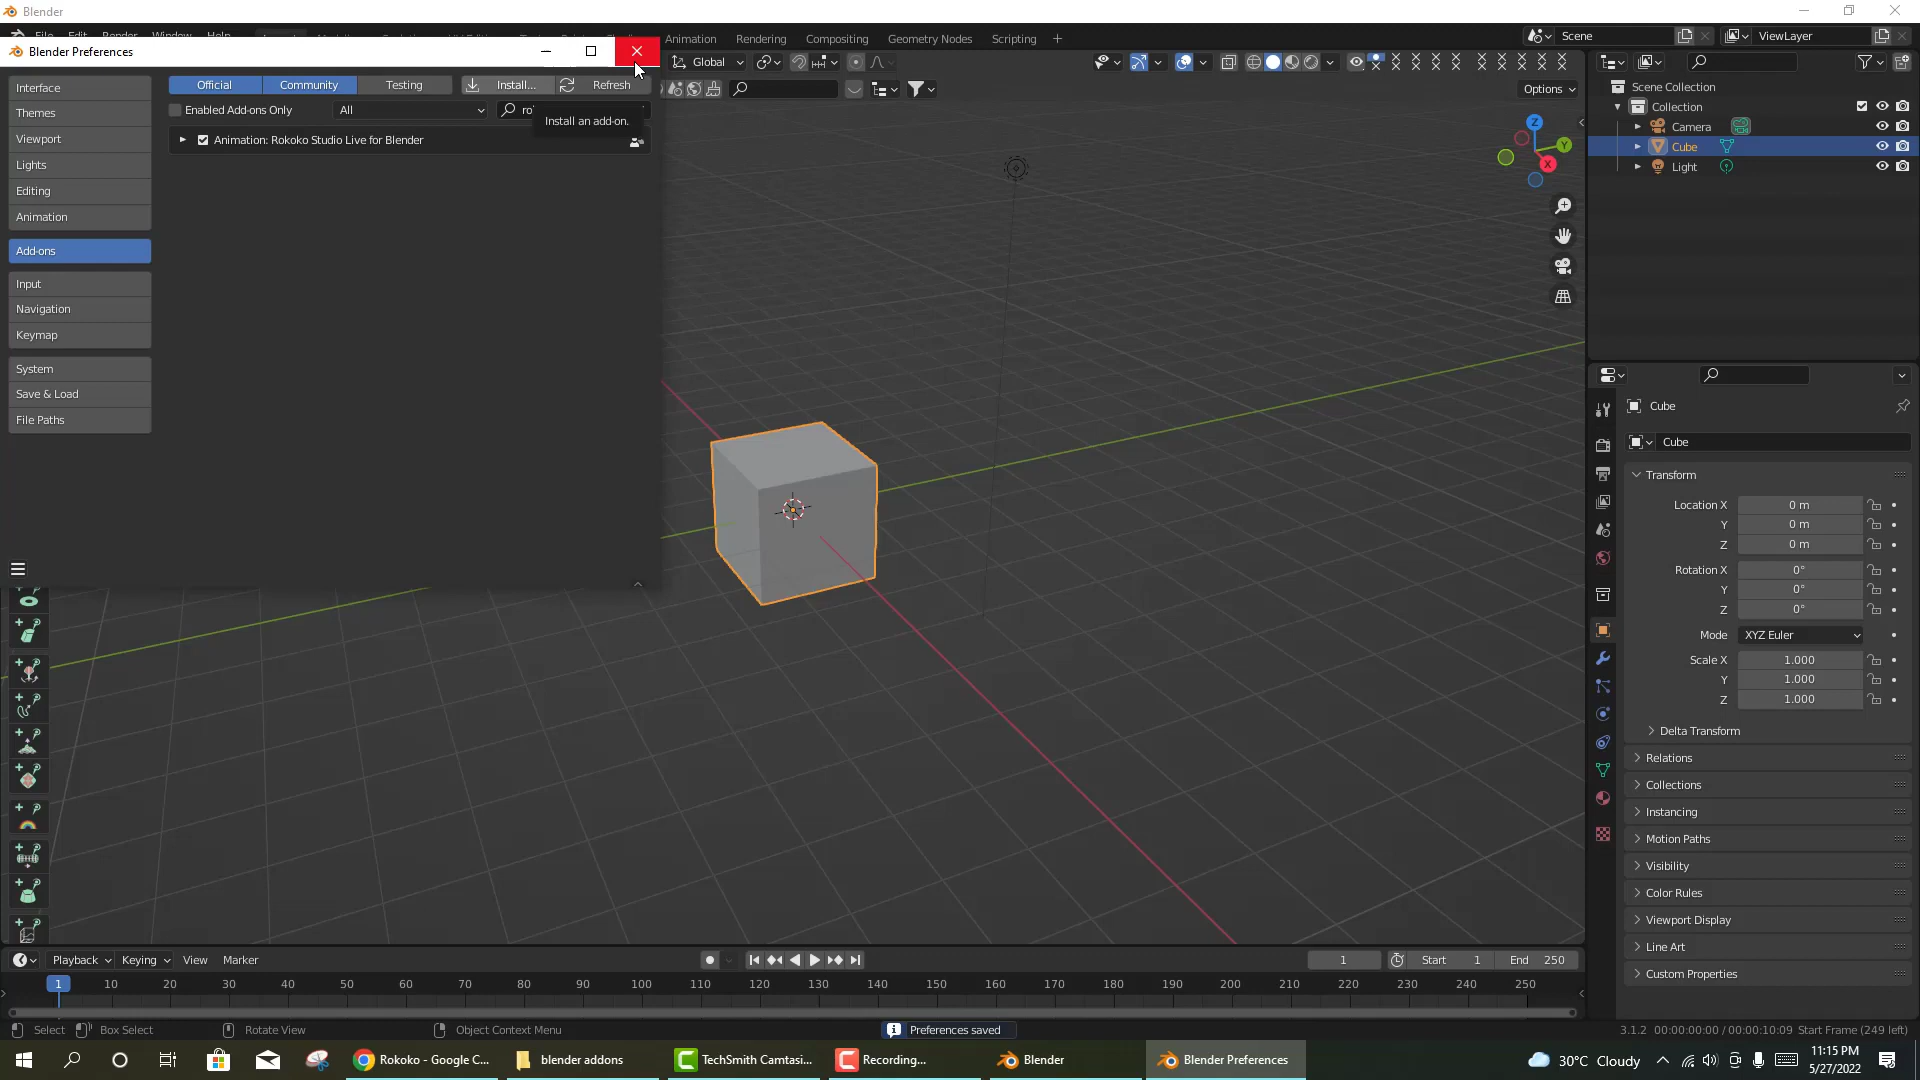 Blender
File Edit Render Window Help
Animation Rendering Compositing Geometry Nodes Scripting
Scene
ViewLayer
Blender Preferences
Global
Options
Official Community Testing Install... Refresh
Enabled Add-ons Only All
Install an add-on.
Animation: Rokoko Studio Live for Blender
Interface
Themes
Viewport
Lights
Editing
Animation
Add-ons
Input
Navigation
Keymap
System
Save & Load
File Paths
Z
Y
X
Scene Collection
Collection
Camera
Cube
Light
Cube
Cube
Transform
Location X 0 m
Y 0 m
Z 0 m
Rotation X 0°
Y 0°
Z 0°
Mode XYZ Euler
Scale X 1.000
Y 1.000
Z 1.000
Delta Transform
Relations
Collections
Instancing
Motion Paths
Visibility
Color Rules
Viewport Display
Line Art
Custom Properties
Playback Keying View Marker
1 Start 1 End 250
1 10 20 30 40 50 60 70 80 90 100 110 120 130 140 150 160 170 180 190 200 210 220 230 240 250
Select Box Select Rotate View Object Context Menu Preferences saved
3.1.2 00:00:00:00 / 00:00:10:09 Start Frame (249 left)
Rokoko - Google C... blender addons TechSmith Camtasi... Recording... Blender Blender Preferences
30°C Cloudy
11:15 PM
5/27/2022